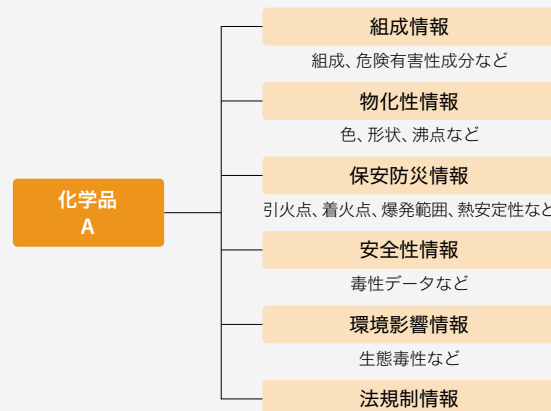 組成情報
組成、危険有害性成分など
物化性情報
色、形状、沸点など
化学品
A
保安防災情報
引火点、着火点、爆発範囲、熱安定性など
安全性情報
毒性データなど
環境影響情報
生態毒性など
法規制情報